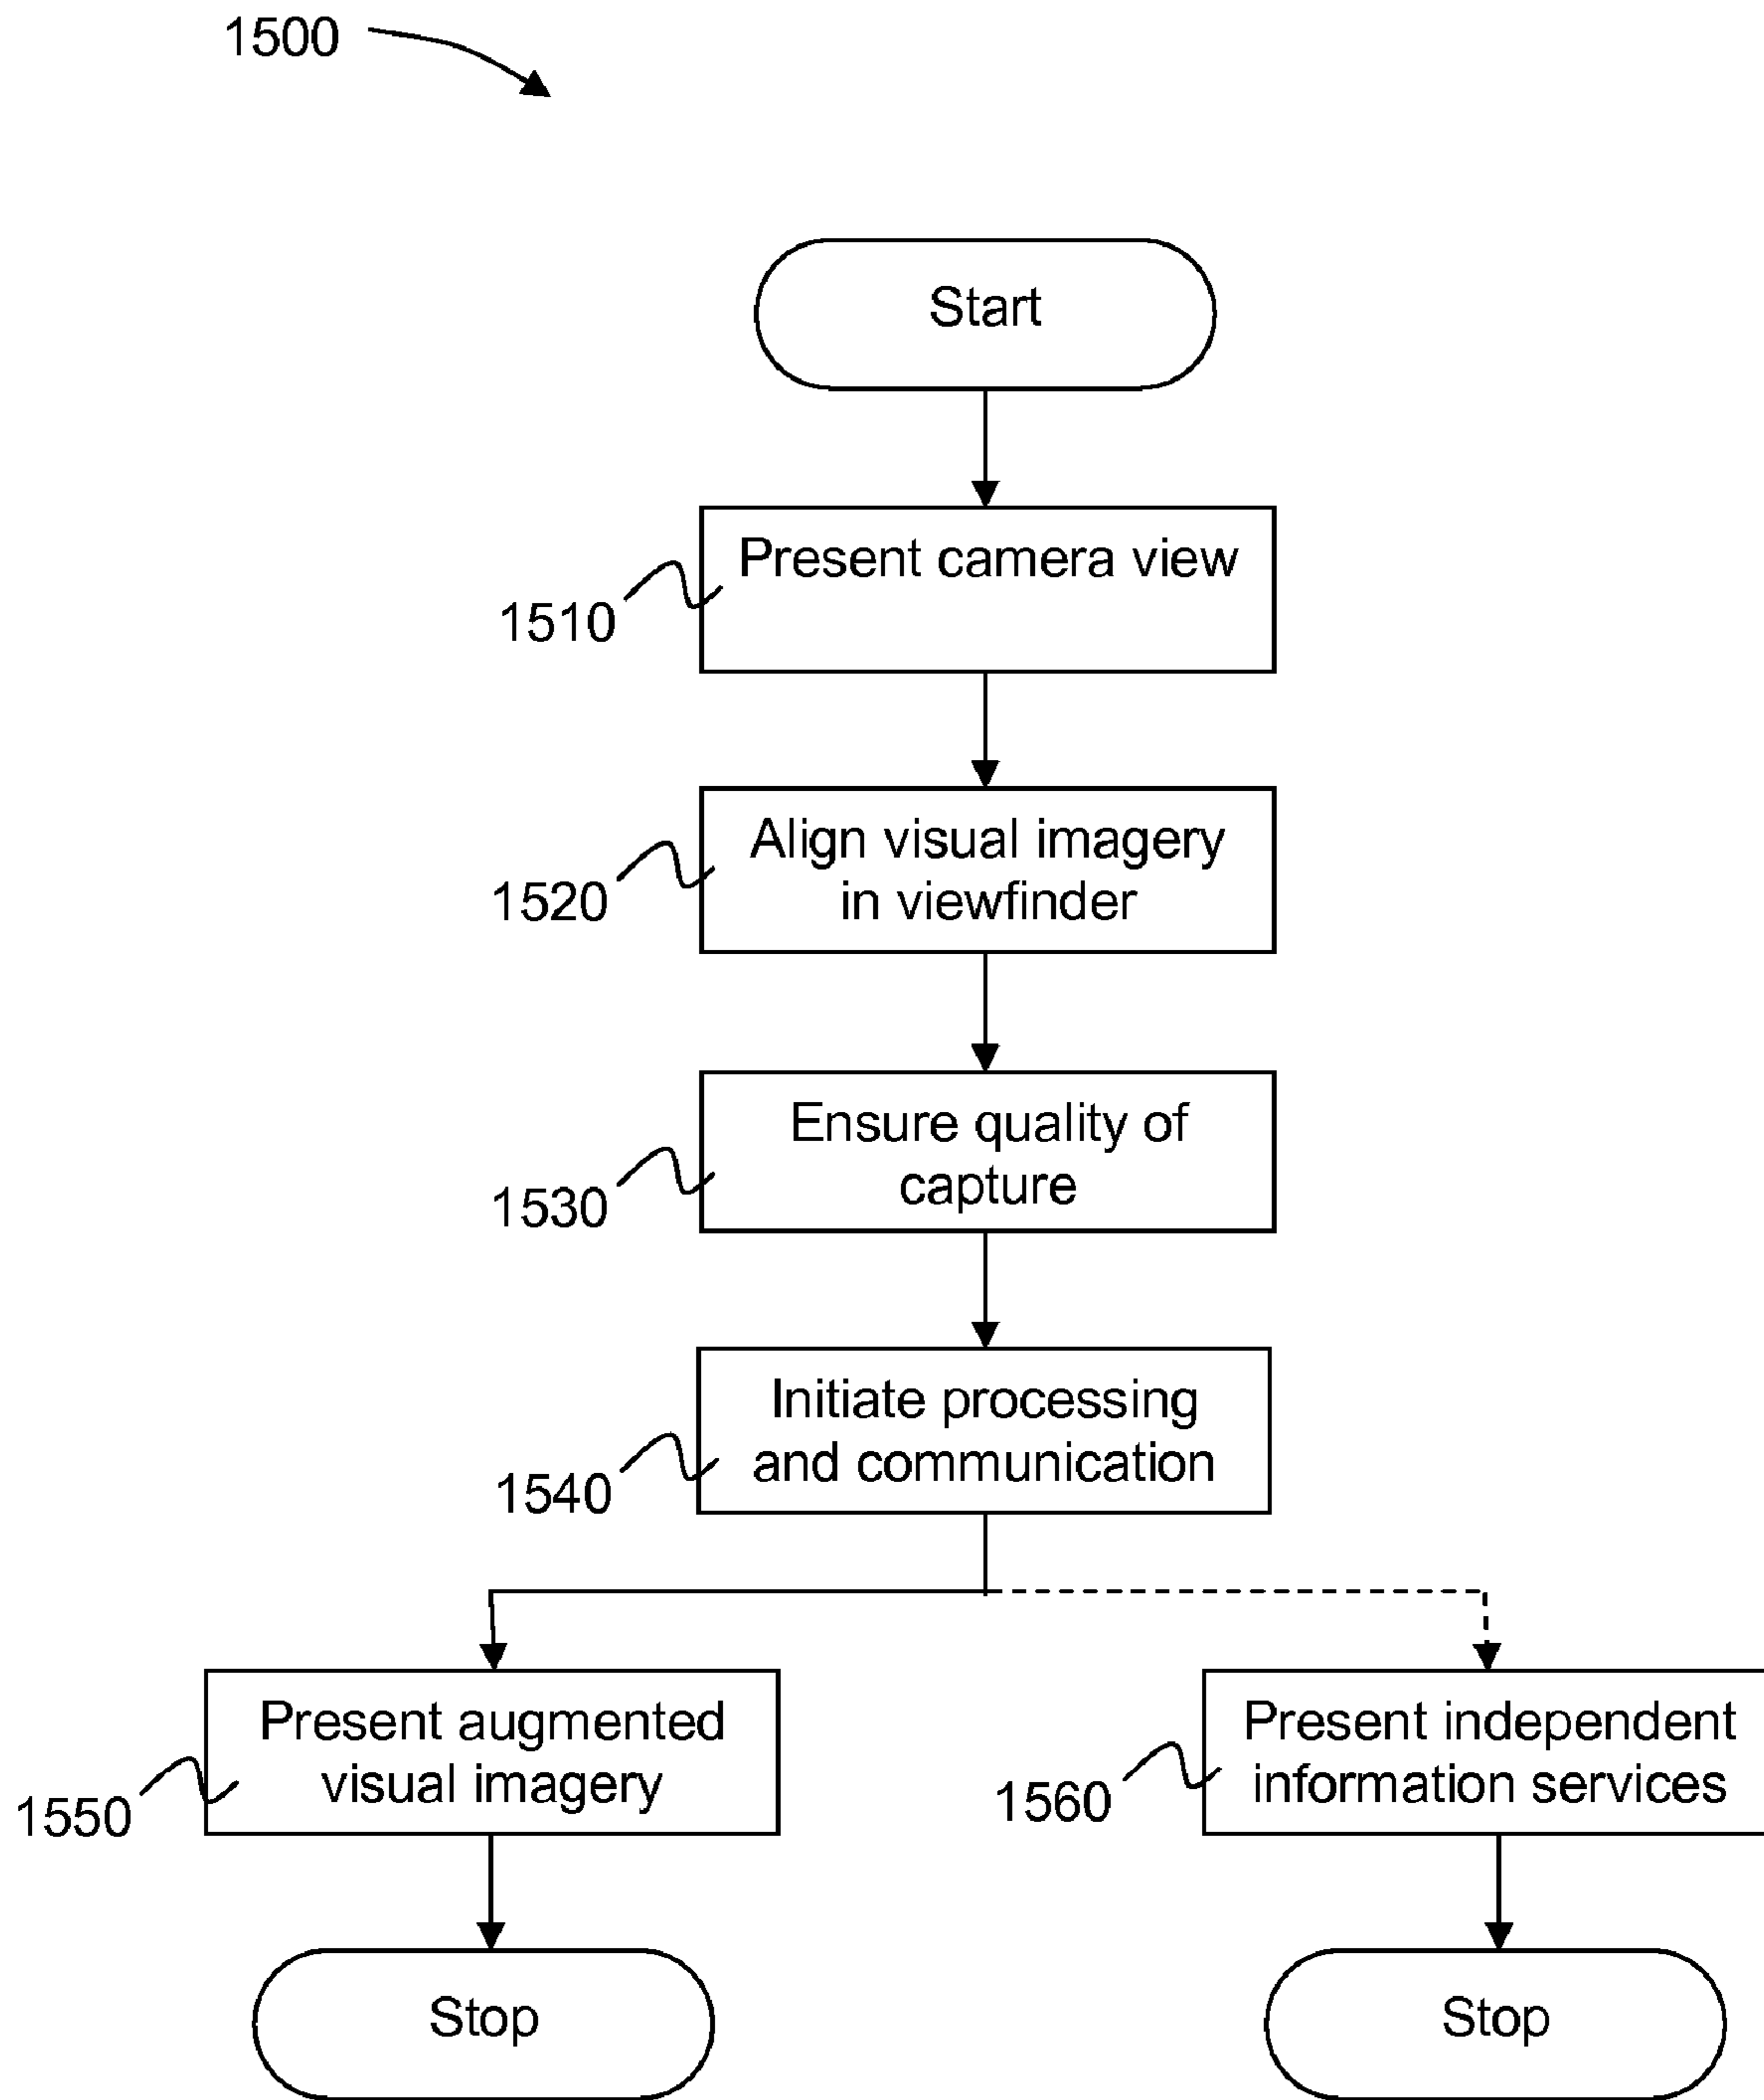 1500
Start
Present camera view
1510
Align visual imagery
in viewfinder
1520
Ensure quality of
capture
1530
Initiate processing
and communication
1540
Present augmented
visual imagery
1550
Present independent
information services
1560
Stop
Stop